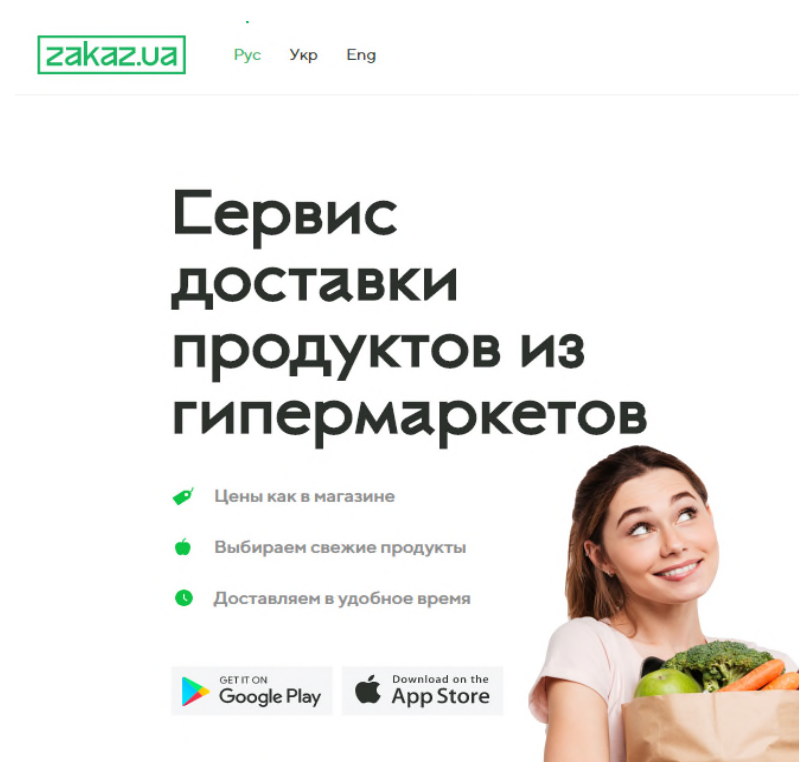 zakaz.ua
Рус Укр Eng
Сервис
доставки
продуктов из
гипермаркетов
Цены как в магазине
Выбираем свежие продукты
Доставляем в удобное время
GET IT ON
Google Play
Download on the
App Store